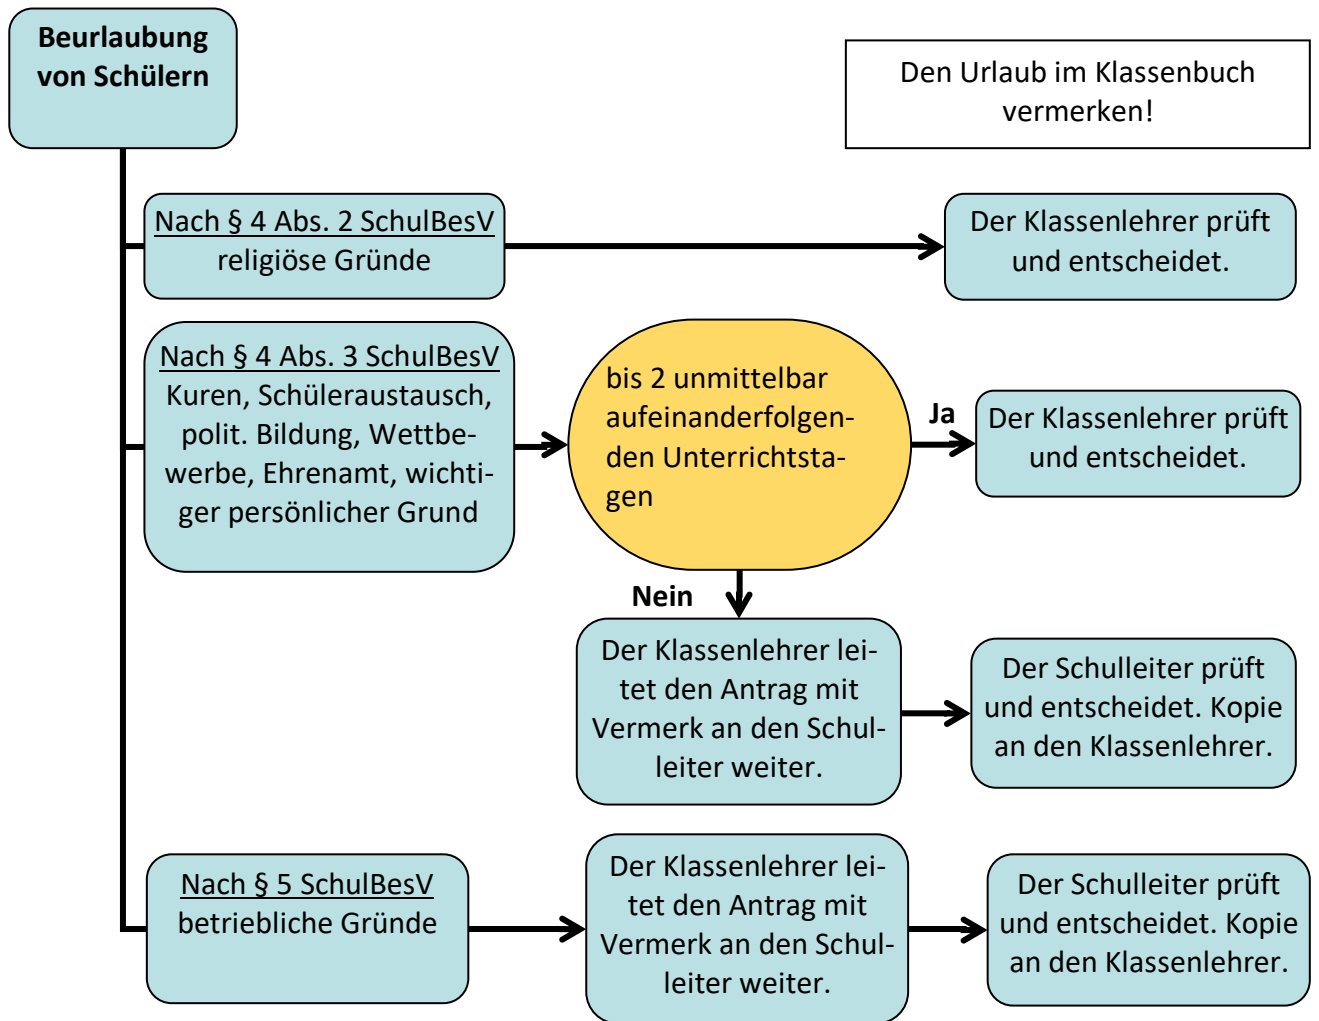 Beurlaubung
von Schülern
Den Urlaub im Klassenbuch
vermerken!
Nach § 4 Abs. 2 SchulBesV
religiöse Gründe
Der Klassenlehrer prüft
und entscheidet.
Nach § 4 Abs. 3 SchulBesV
Kuren, Schüleraustausch,
polit. Bildung, Wettbe-
werbe, Ehrenamt, wichti-
ger persönlicher Grund
bis 2 unmittelbar
aufeinanderfolgen-
den Unterrichtsta-
gen
Ja
Der Klassenlehrer prüft
und entscheidet.
Nein
Der Klassenlehrer lei-
tet den Antrag mit
Vermerk an den Schul-
leiter weiter.
Der Schulleiter prüft
und entscheidet. Kopie
an den Klassenlehrer.
Nach § 5 SchulBesV
betriebliche Gründe
Der Klassenlehrer lei-
tet den Antrag mit
Vermerk an den Schul-
leiter weiter.
Der Schulleiter prüft
und entscheidet. Kopie
an den Klassenlehrer.